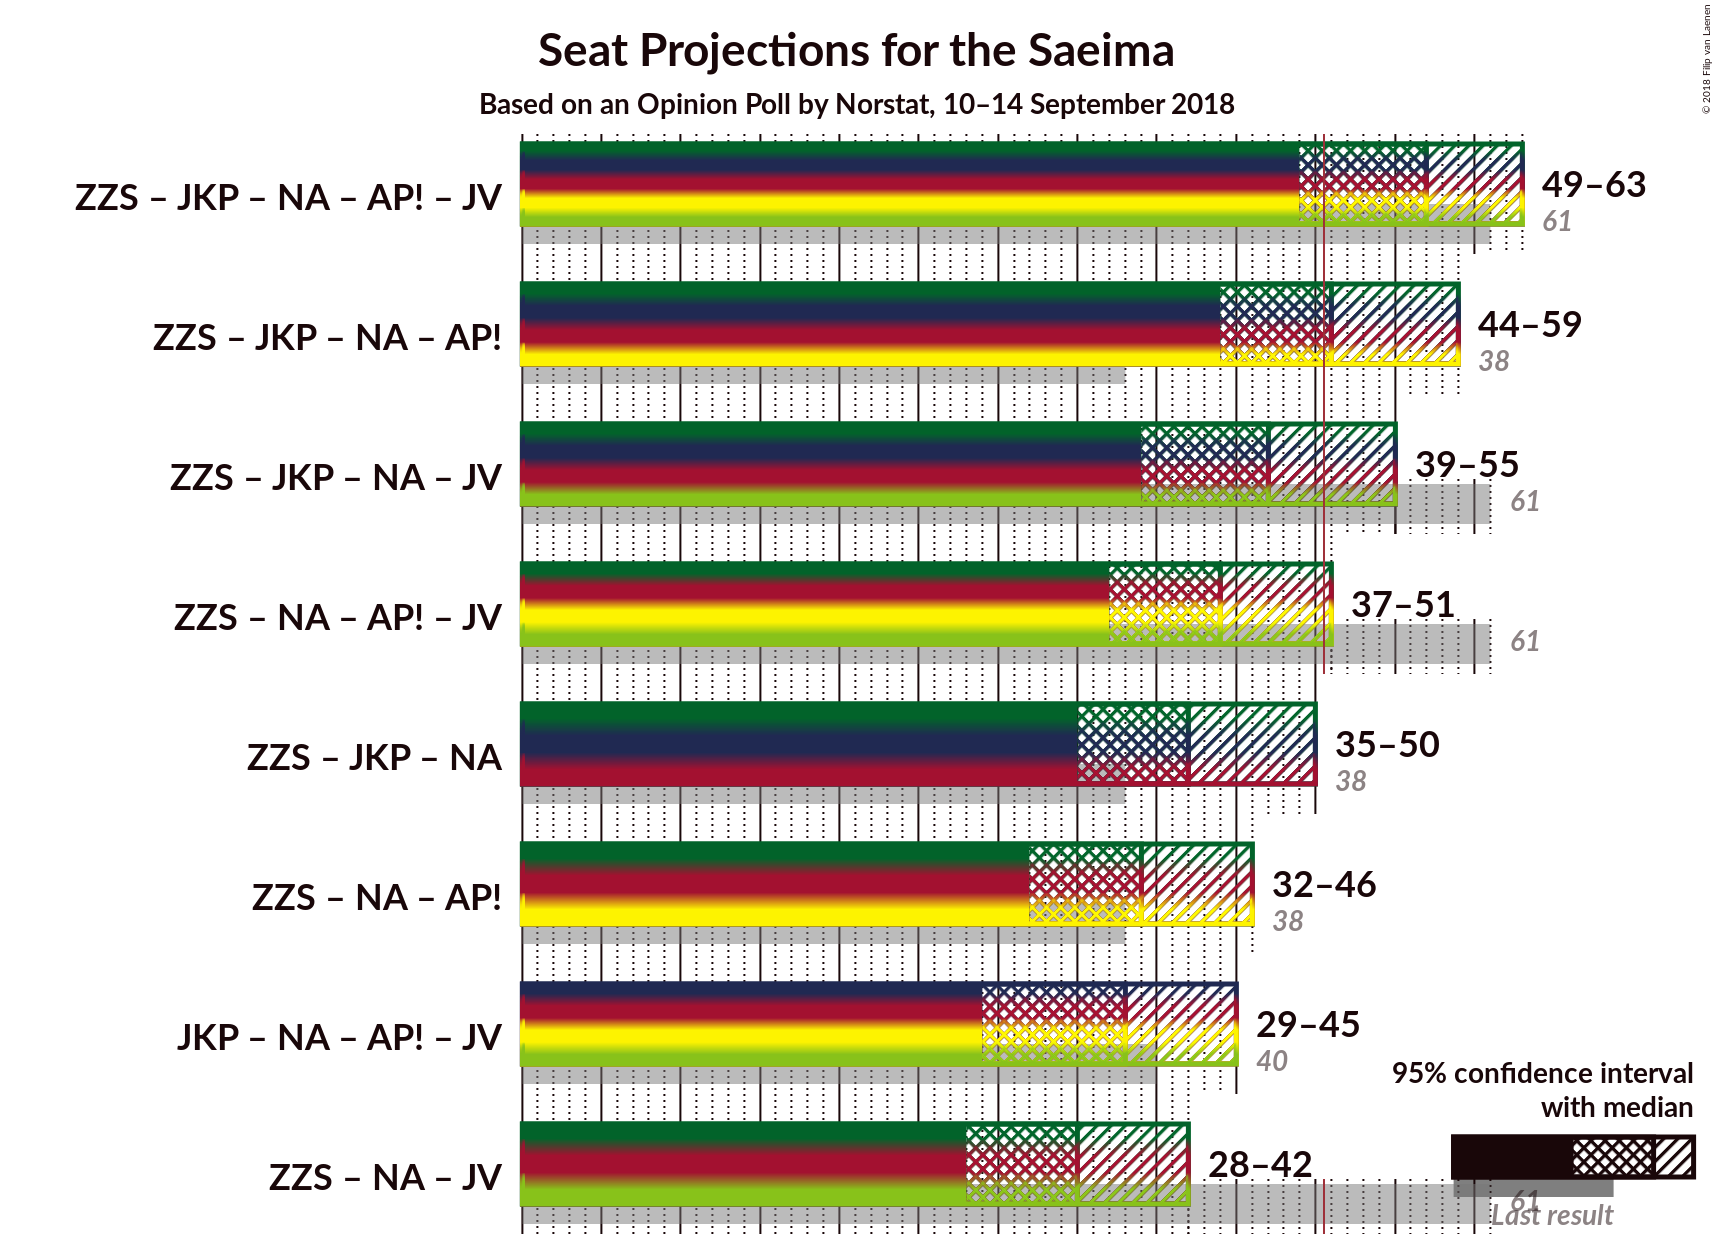 Seat Projections for the Saeima
Based on an Opinion Poll by Norstat, 10–14 September 2018
© 2018 Filip van Laenen
ZZS – JKP – NA – AP! – JV
49–63
61
ZZS – JKP – NA – AP!
44–59
38
ZZS – JKP – NA – JV
39–55
61
ZZS – NA – AP! – JV
37–51
61
ZZS – JKP – NA
35–50
38
ZZS – NA – AP!
32–46
38
JKP – NA – AP! – JV
29–45
40
ZZS – NA – JV
28–42
61
95% confidence interval
with median
Last result